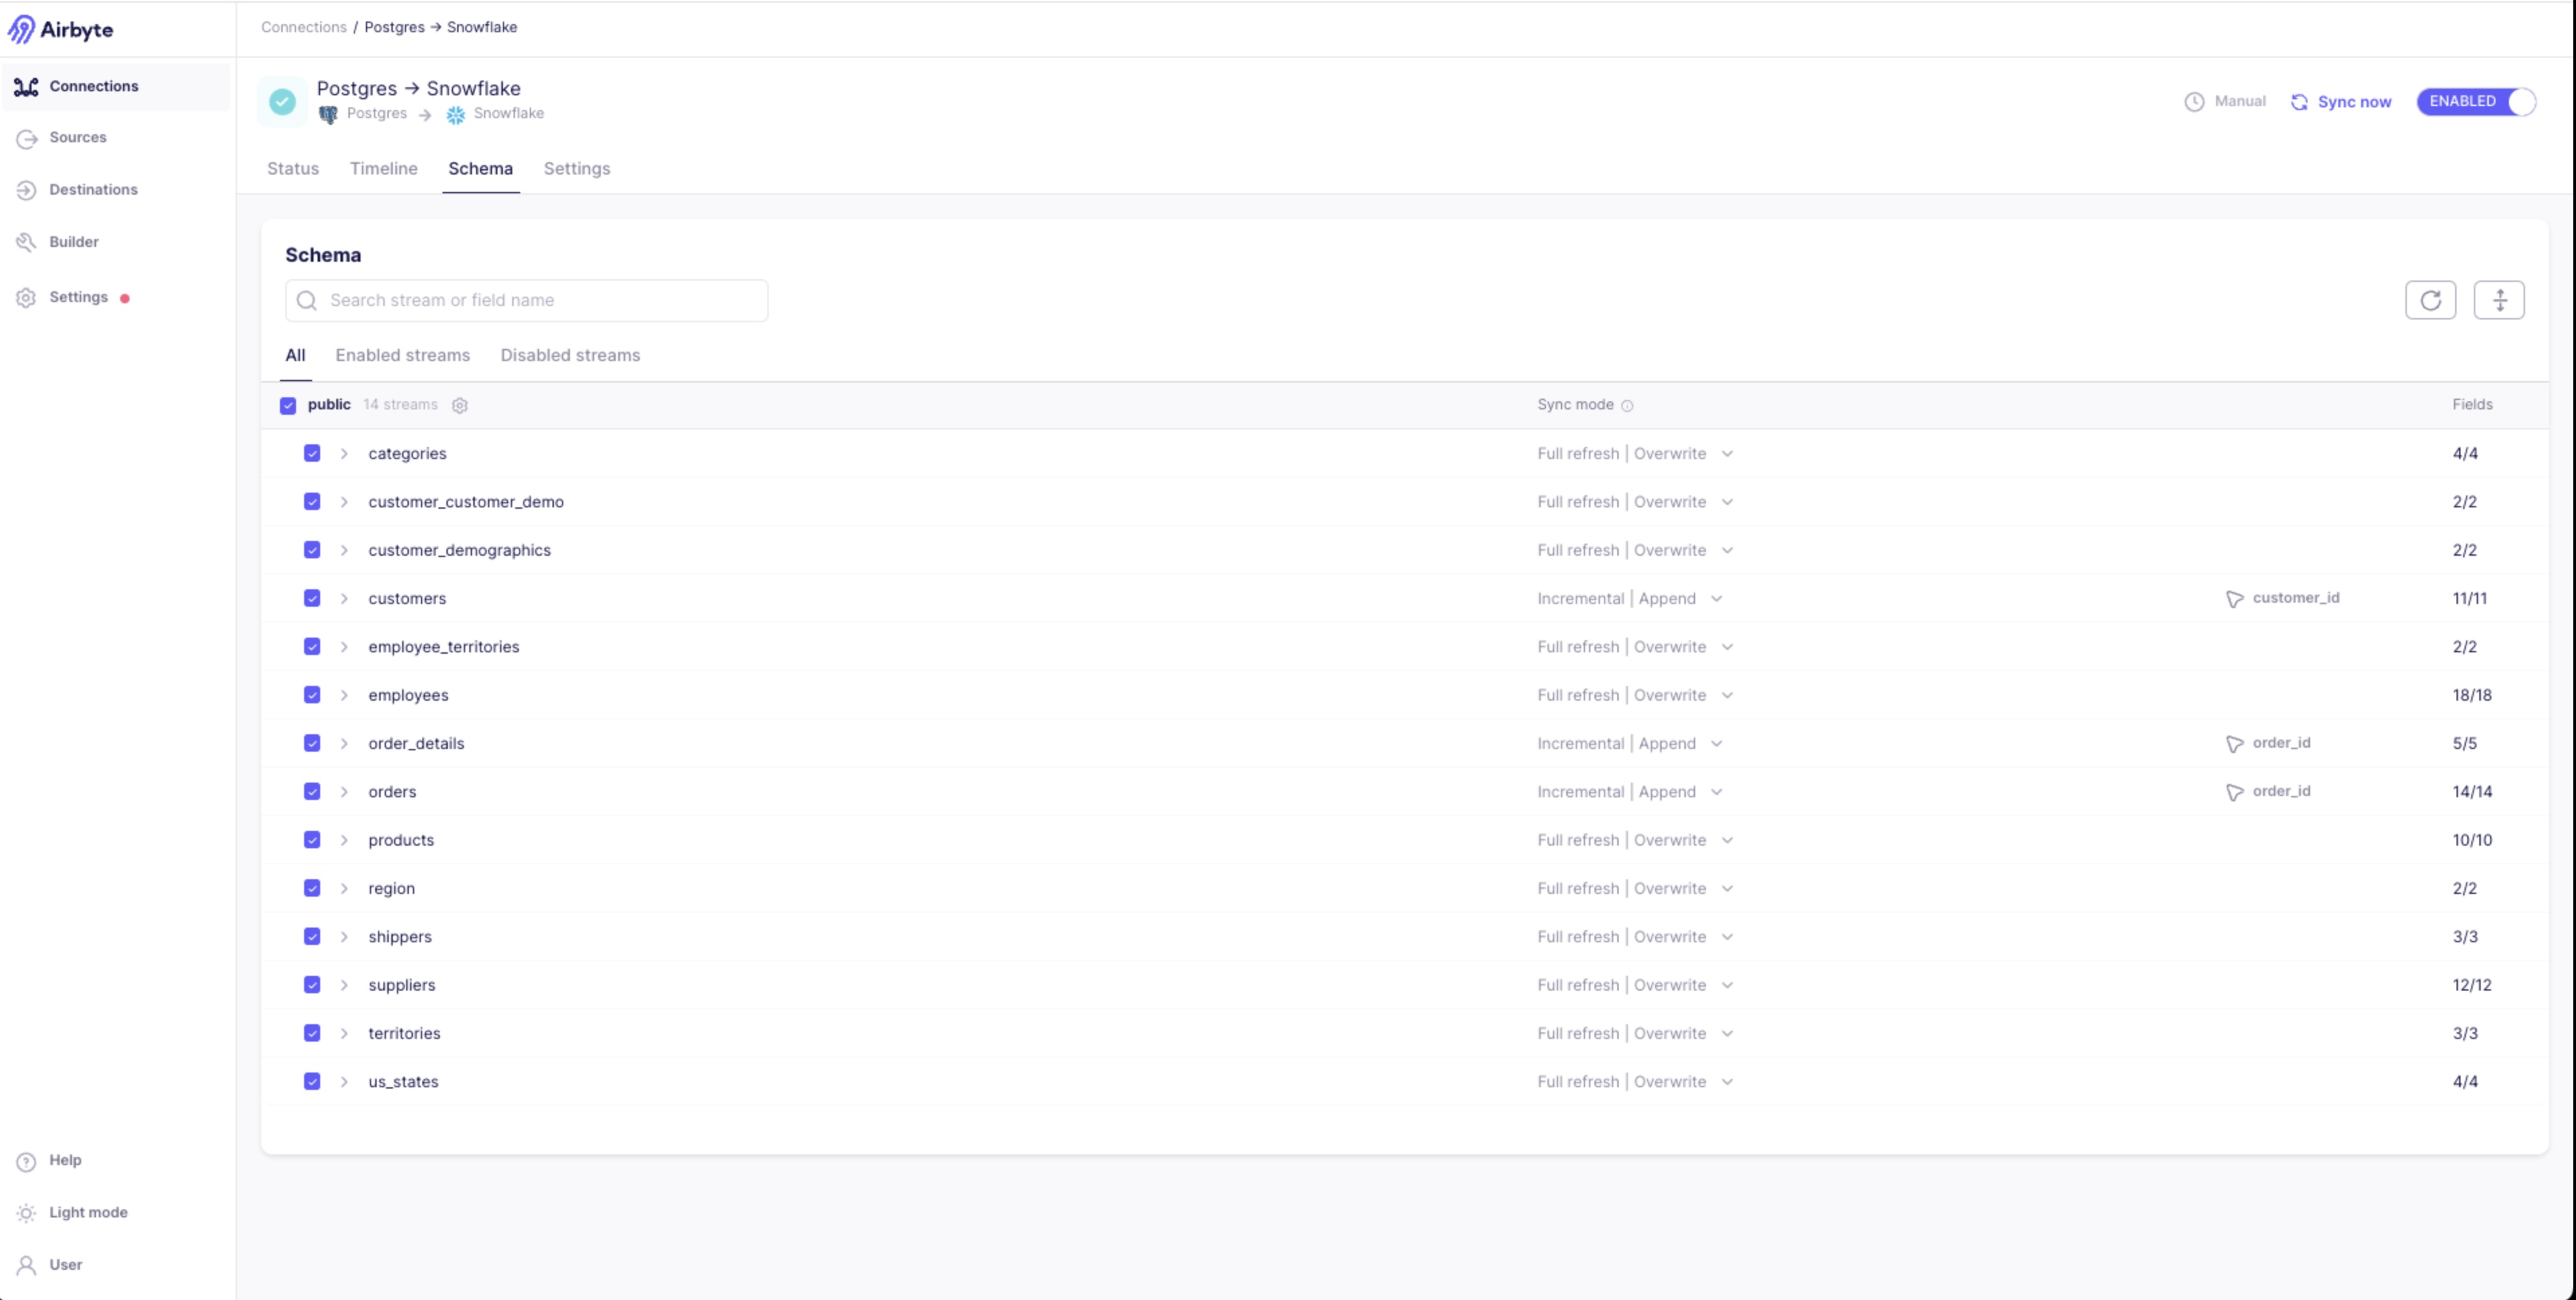 Airbyte
Connections / Postgres → Snowflake
Connections
Sources
Destinations
Builder
Settings
Postgres → Snowflake
Postgres → Snowflake
Manual
Sync now
ENABLED
Status Timeline Schema Settings
Schema
Search stream or field name
All Enabled streams Disabled streams
public 14 streams Sync mode Fields
categories Full refresh | Overwrite 4/4
customer_customer_demo Full refresh | Overwrite 2/2
customer_demographics Full refresh | Overwrite 2/2
customers Incremental | Append customer_id 11/11
employee_territories Full refresh | Overwrite 2/2
employees Full refresh | Overwrite 18/18
order_details Incremental | Append order_id 5/5
orders Incremental | Append order_id 14/14
products Full refresh | Overwrite 10/10
region Full refresh | Overwrite 2/2
shippers Full refresh | Overwrite 3/3
suppliers Full refresh | Overwrite 12/12
territories Full refresh | Overwrite 3/3
us_states Full refresh | Overwrite 4/4
Help
Light mode
User